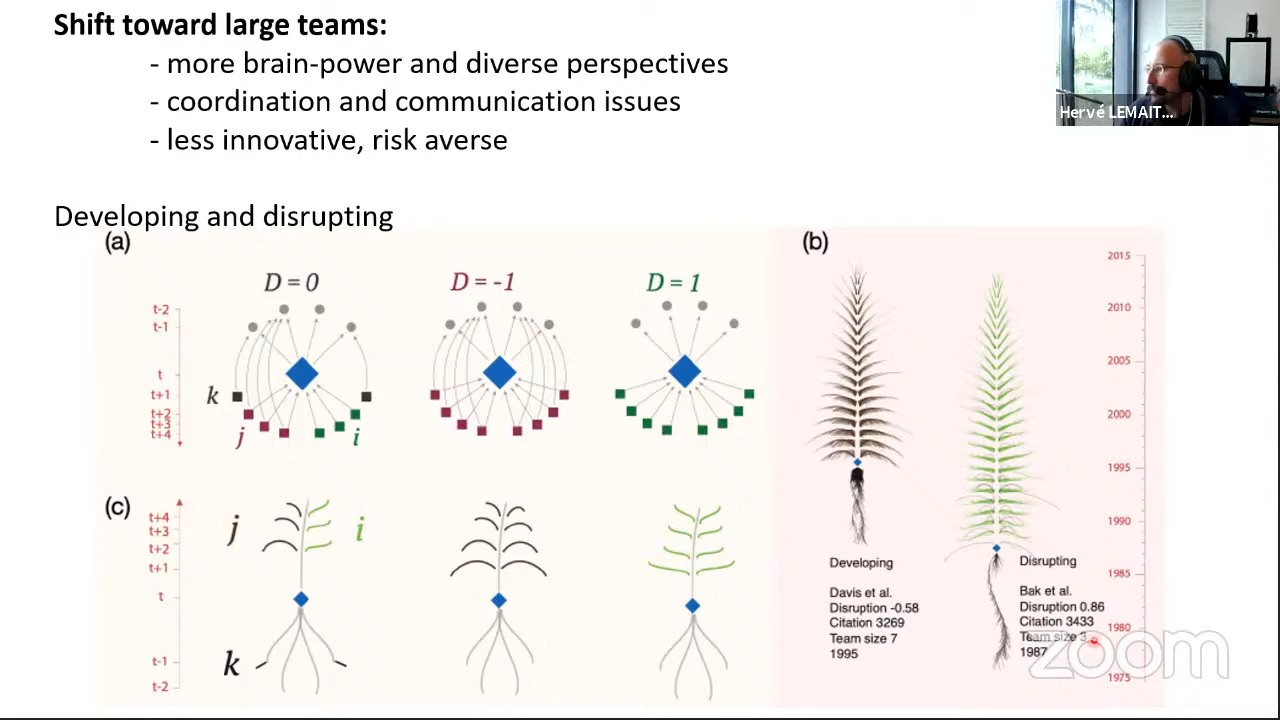 Shift toward large teams:
- more brain-power and diverse perspectives
- coordination and communication issues
- less innovative, risk averse
Hervé LEMAIT...
Developing and disrupting
(a)
D = 0
D = -1
D = 1
t-2
t-1
t
t+1
t+2
t+3
t+4
k
j
i
(b)
2015
2010
2005
2000
1995
1990
1985
1980
1975
Developing
Davis et al.
Disruption -0.58
Citation 3269
Team size 7
1995
Disrupting
Bak et al.
Disruption 0.86
Citation 3433
Team size 3
1987
(c)
t+4
t+3
t+2
t+1
t
t-1
t-2
j
i
k
zoom